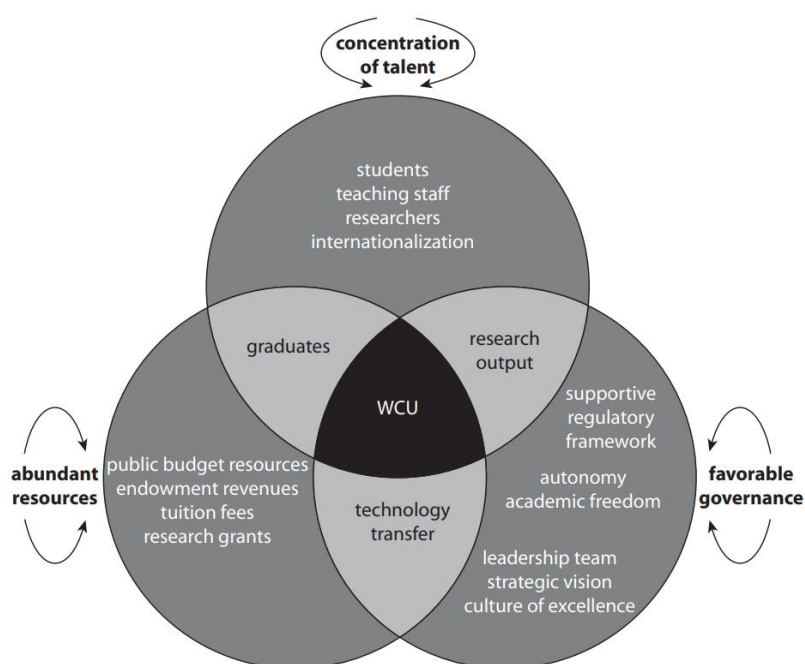 concentration
of talent
students
teaching staff
researchers
internationalization
graduates
research
output
WCU
supportive
regulatory
framework
autonomy
academic freedom
leadership team
strategic vision
culture of excellence
favorable
governance
abundant
resources
public budget resources
endowment revenues
tuition fees
research grants
technology
transfer